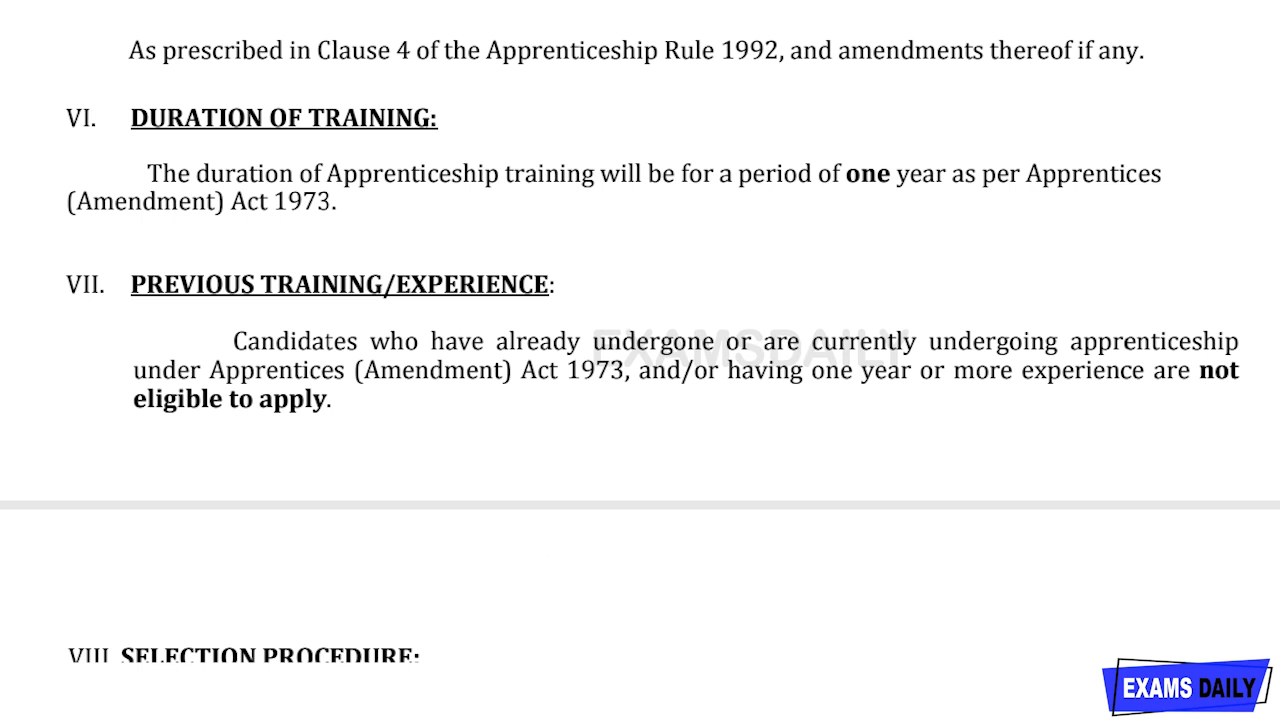 As prescribed in Clause 4 of the Apprenticeship Rule 1992, and amendments thereof if any.
VI. DURATION OF TRAINING:
The duration of Apprenticeship training will be for a period of one year as per Apprentices
(Amendment) Act 1973.
VII. PREVIOUS TRAINING/EXPERIENCE:
EXAMSDAILY
Candidates who have already undergone or are currently undergoing apprenticeship
under Apprentices (Amendment) Act 1973, and/or having one year or more experience are not
eligible to apply.
VIII. SELECTION PROCEDURE:
EXAMS DAILY